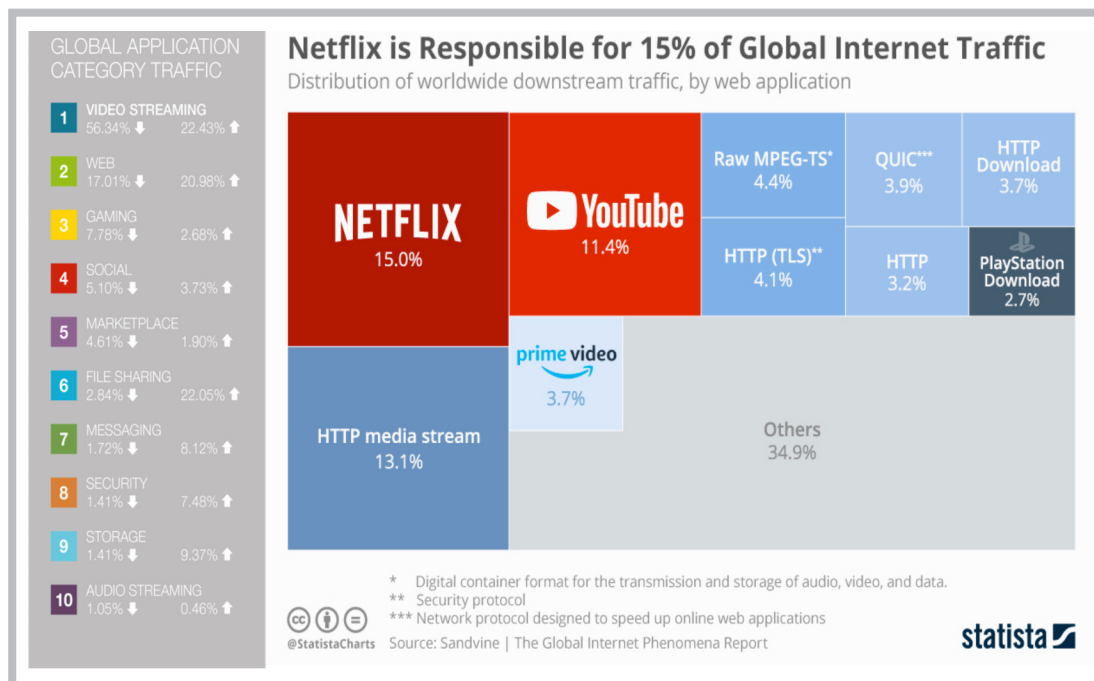 GLOBAL APPLICATION
CATEGORY TRAFFIC
1 VIDEO STREAMING
56.34% 22.43%
2 WEB
17.01% 20.98%
3 GAMING
7.78% 2.68%
4 SOCIAL
5.10% 3.73%
5 MARKETPLACE
4.61% 1.90%
6 FILE SHARING
2.84% 22.05%
7 MESSAGING
1.72% 8.12%
8 SECURITY
1.41% 7.48%
9 STORAGE
1.41% 9.37%
10 AUDIO STREAMING
1.05% 0.46%
Netflix is Responsible for 15% of Global Internet Traffic
Distribution of worldwide downstream traffic, by web application
NETFLIX
15.0%
YouTube
11.4%
Raw MPEG-TS*
4.4%
QUIC***
3.9%
HTTP
Download
3.7%
HTTP (TLS)**
4.1%
HTTP
3.2%
PlayStation
Download
2.7%
HTTP media stream
13.1%
prime video
3.7%
Others
34.9%
* Digital container format for the transmission and storage of audio, video, and data.
** Security protocol
*** Network protocol designed to speed up online web applications
cc
@StatistaCharts Source: Sandvine | The Global Internet Phenomena Report
statista